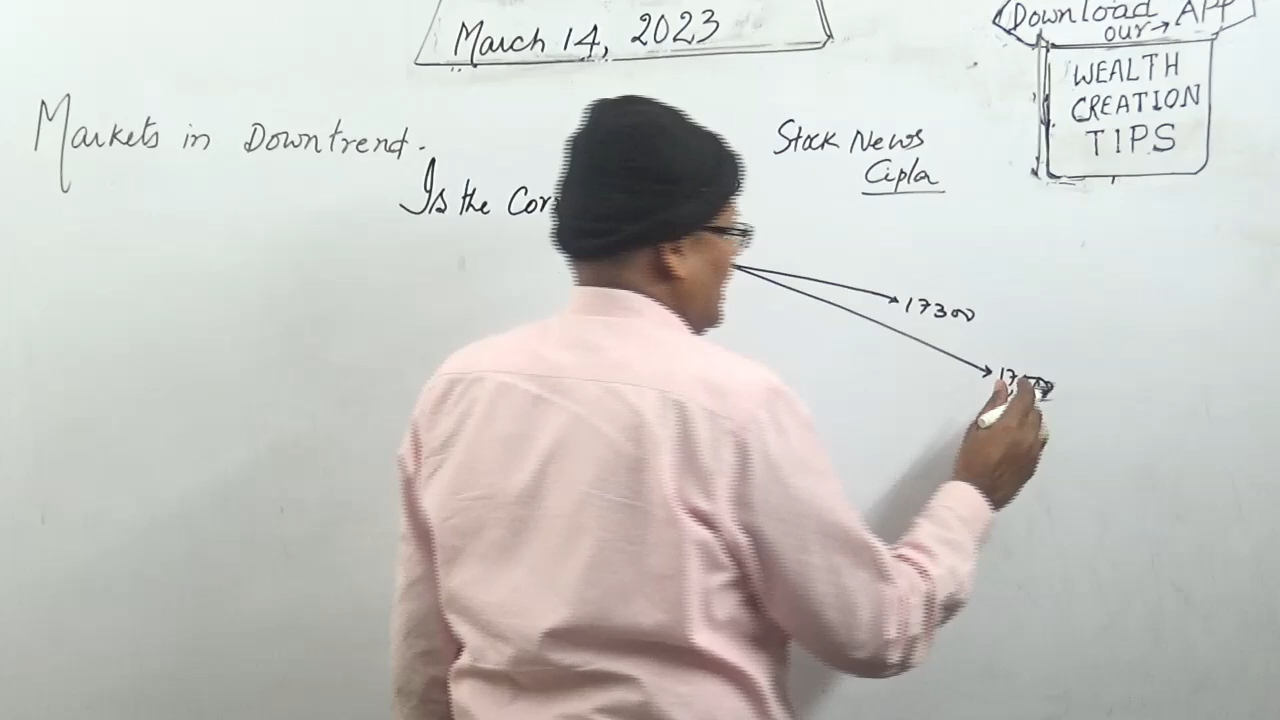 March 14, 2023
Download
our → APP
WEALTH
CREATION
TIPS
Markets in Downtrend.
Is the
Stock News
Cipla
17300